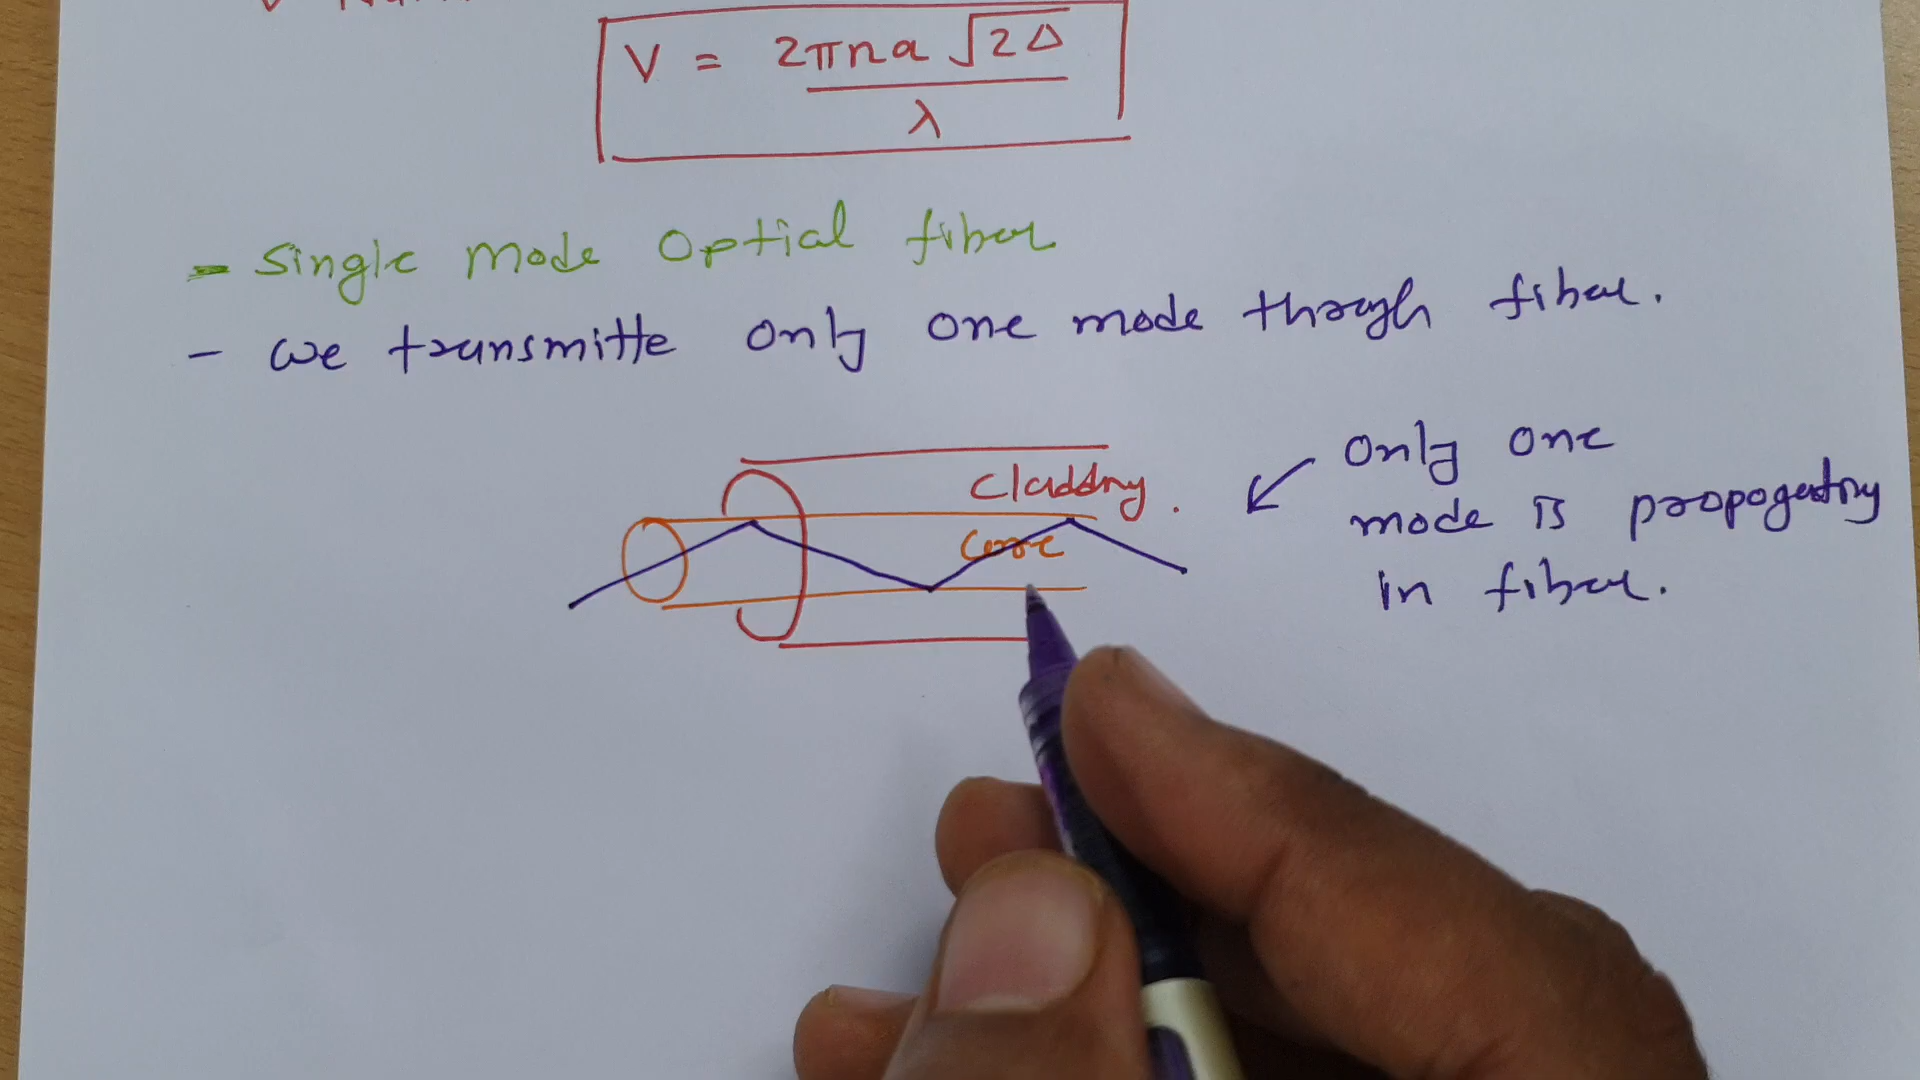 V = 2πna √2Δ
λ
- Single mode Optial fiber
- we transmitte only one mode through fiber.
Cladding.
Core
Only one
mode is propogating
in fiber.